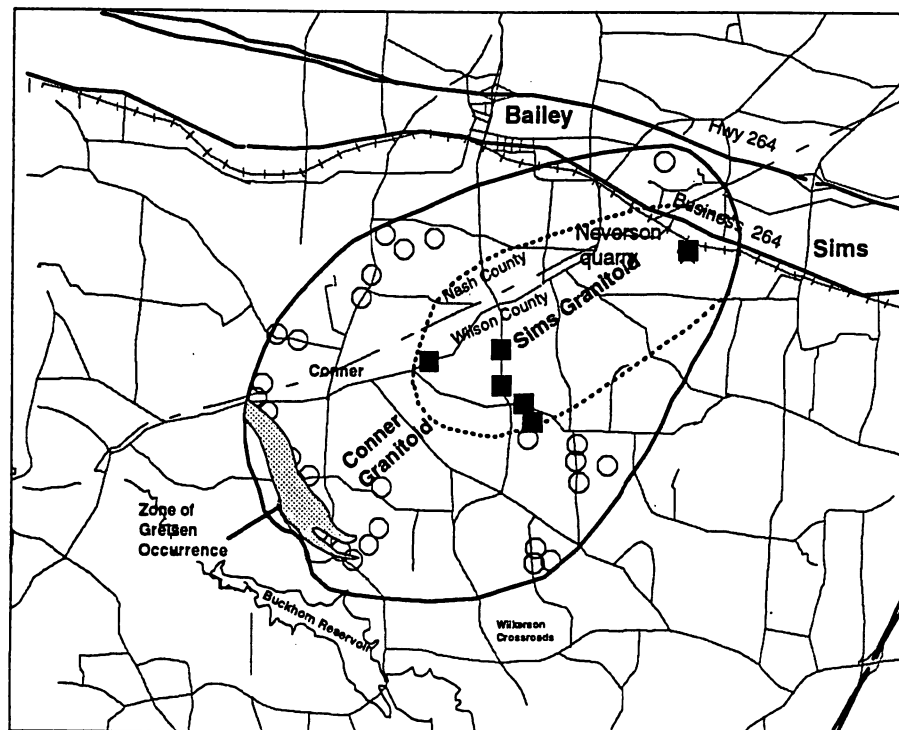 Bailey
Hwy 264
Business 264
Sims
Neverson
quarry
Nash County
Wilson County
Sims Granitoid
Conner
Conner
Granitoid
Zone of
Greisen
Occurrence
Buckhorn Reservoir
Wilkerson
Crossroads